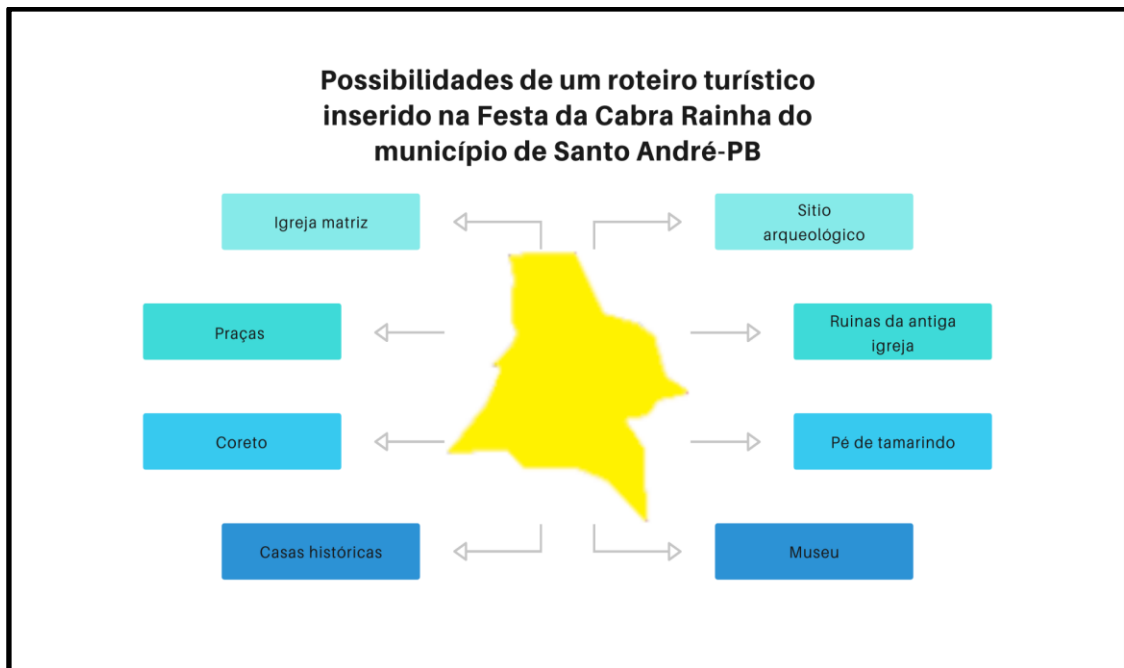 Possibilidades de um roteiro turístico
inserido na Festa da Cabra Rainha do
município de Santo André-PB
Igreja matriz
Sitio
arqueológico
Praças
Ruinas da antiga
igreja
Coreto
Pé de tamarindo
Casas históricas
Museu